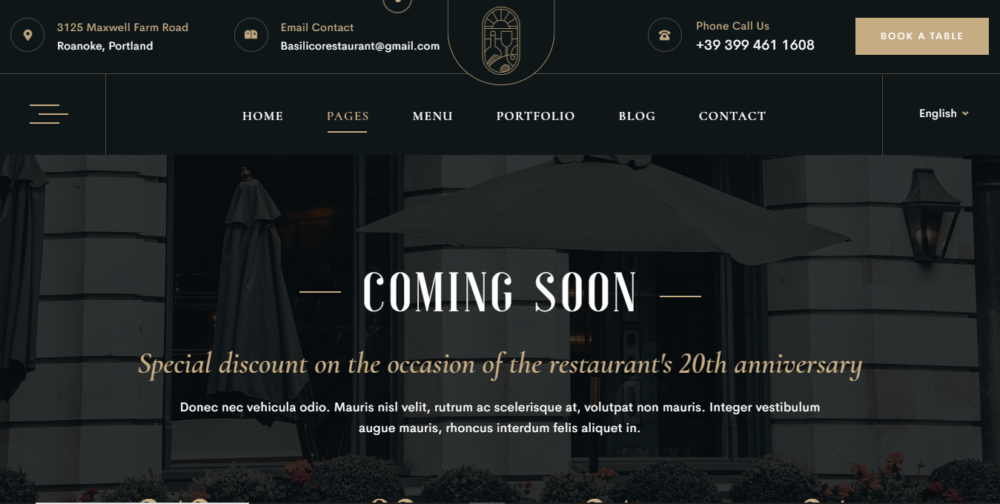 3125 Maxwell Farm Road
Roanoke, Portland
Email Contact
Basilicorestaurant@gmail.com
Phone Call Us
+39 399 461 1608
BOOK A TABLE
HOME
PAGES
MENU
PORTFOLIO
BLOG
CONTACT
English
COMING SOON
Special discount on the occasion of the restaurant's 20th anniversary
Donec nec vehicula odio. Mauris nisl velit, rutrum ac scelerisque at, volutpat non mauris. Integer vestibulum
augue mauris, rhoncus interdum felis aliquet in.